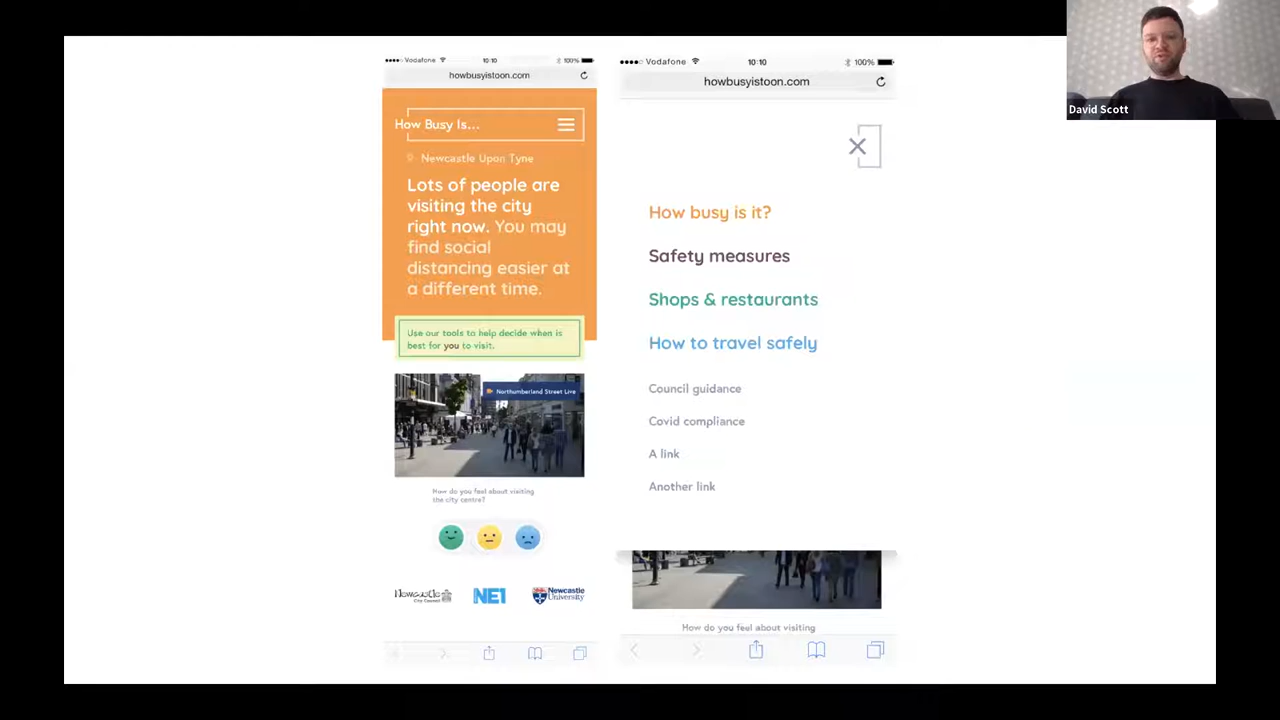 Vodafone 10:10 100%
howbusyistoon.com
How Busy Is...
Newcastle Upon Tyne
Lots of people are
visiting the city
right now. You may
find social
distancing easier at
a different time.
Use our tools to help decide when is
best for you to visit.
Northumberland Street Live
How do you feel about visiting
the city centre?
Newcastle
City Council
NE1
Newcastle
University
Vodafone 10:10 100%
howbusyistoon.com
How busy is it?
Safety measures
Shops & restaurants
How to travel safely
Council guidance
Covid compliance
A link
Another link
How do you feel about visiting
David Scott